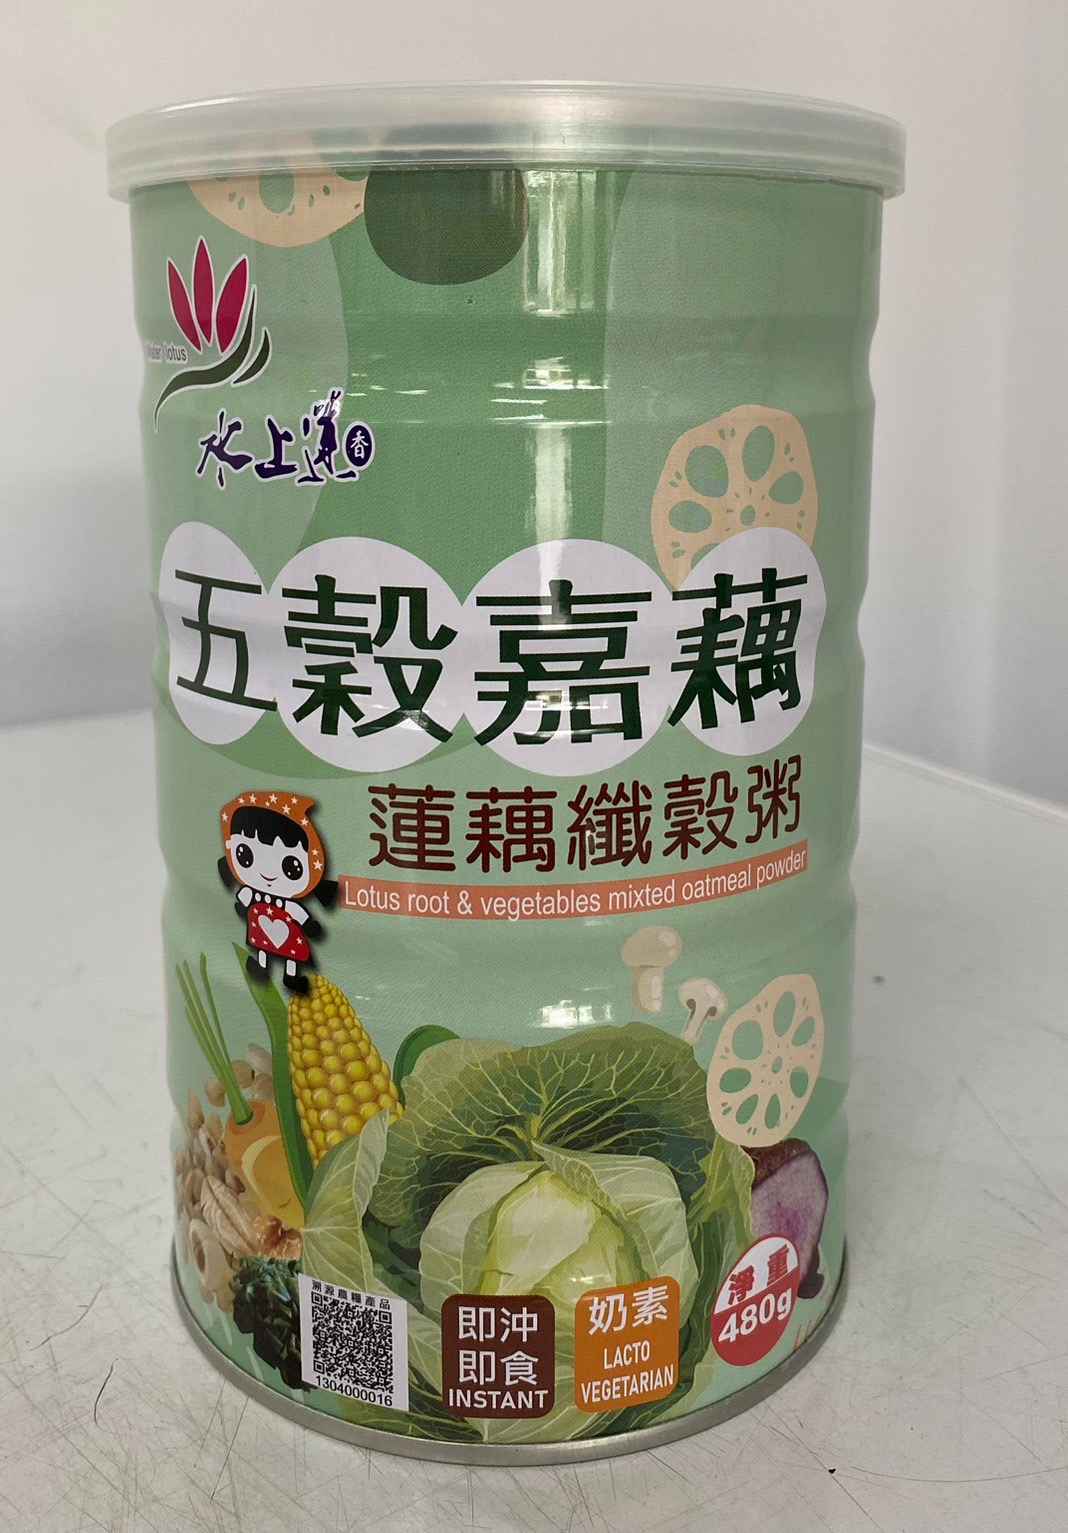 water lotus
水上蓮香
五穀嘉藕
蓮藕纖穀粥
Lotus root & vegetables mixted oatmeal powder
溯源農糧產品
1304000016
即沖
即食
INSTANT
奶素
LACTO
VEGETARIAN
淨重
480g